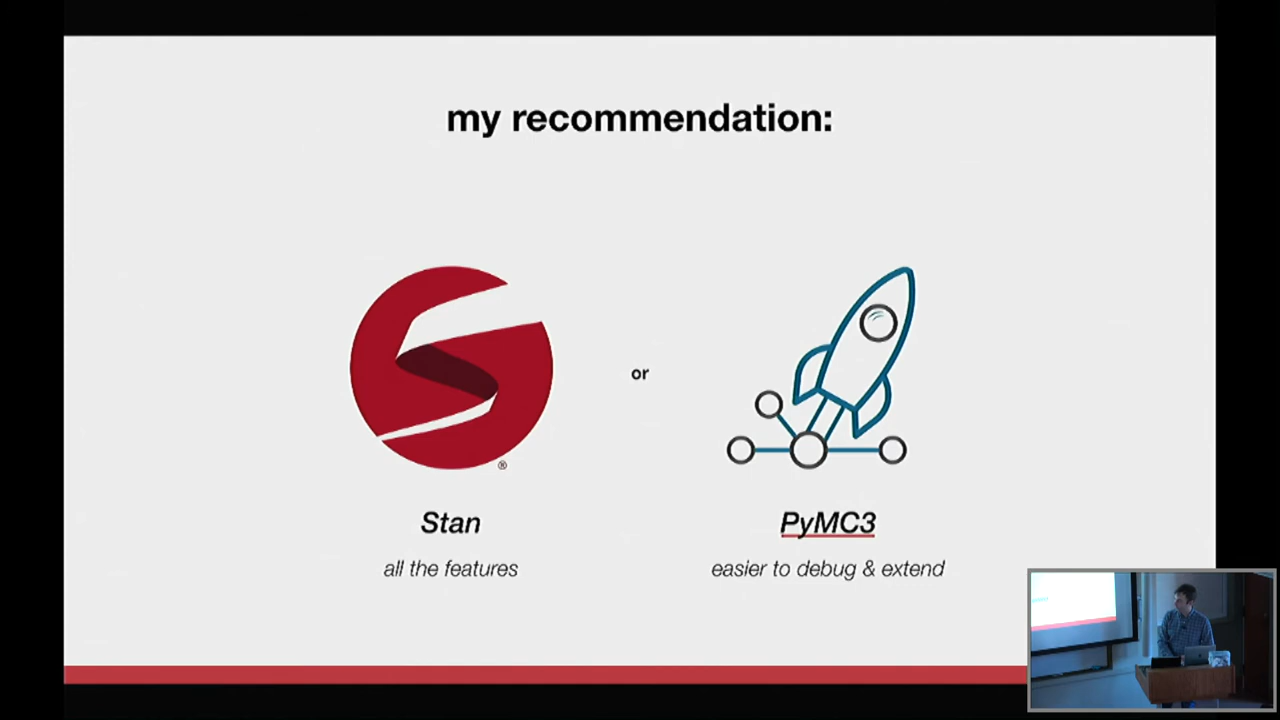 my recommendation:
or
®
Stan
PyMC3
all the features
easier to debug & extend